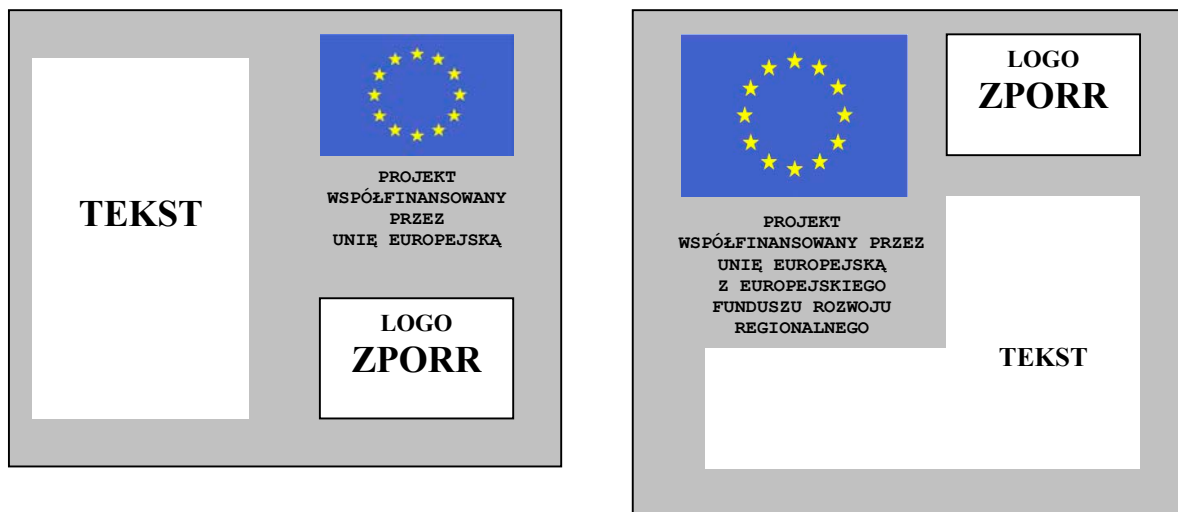 TEKST
PROJEKT
WSPÓŁFINANSOWANY
PRZEZ
UNIĘ EUROPEJSKĄ
LOGO
ZPORR
PROJEKT
WSPÓŁFINANSOWANY PRZEZ
UNIĘ EUROPEJSKĄ
Z EUROPEJSKIEGO
FUNDUSZU ROZWOJU
REGIONALNEGO
LOGO
ZPORR
TEKST